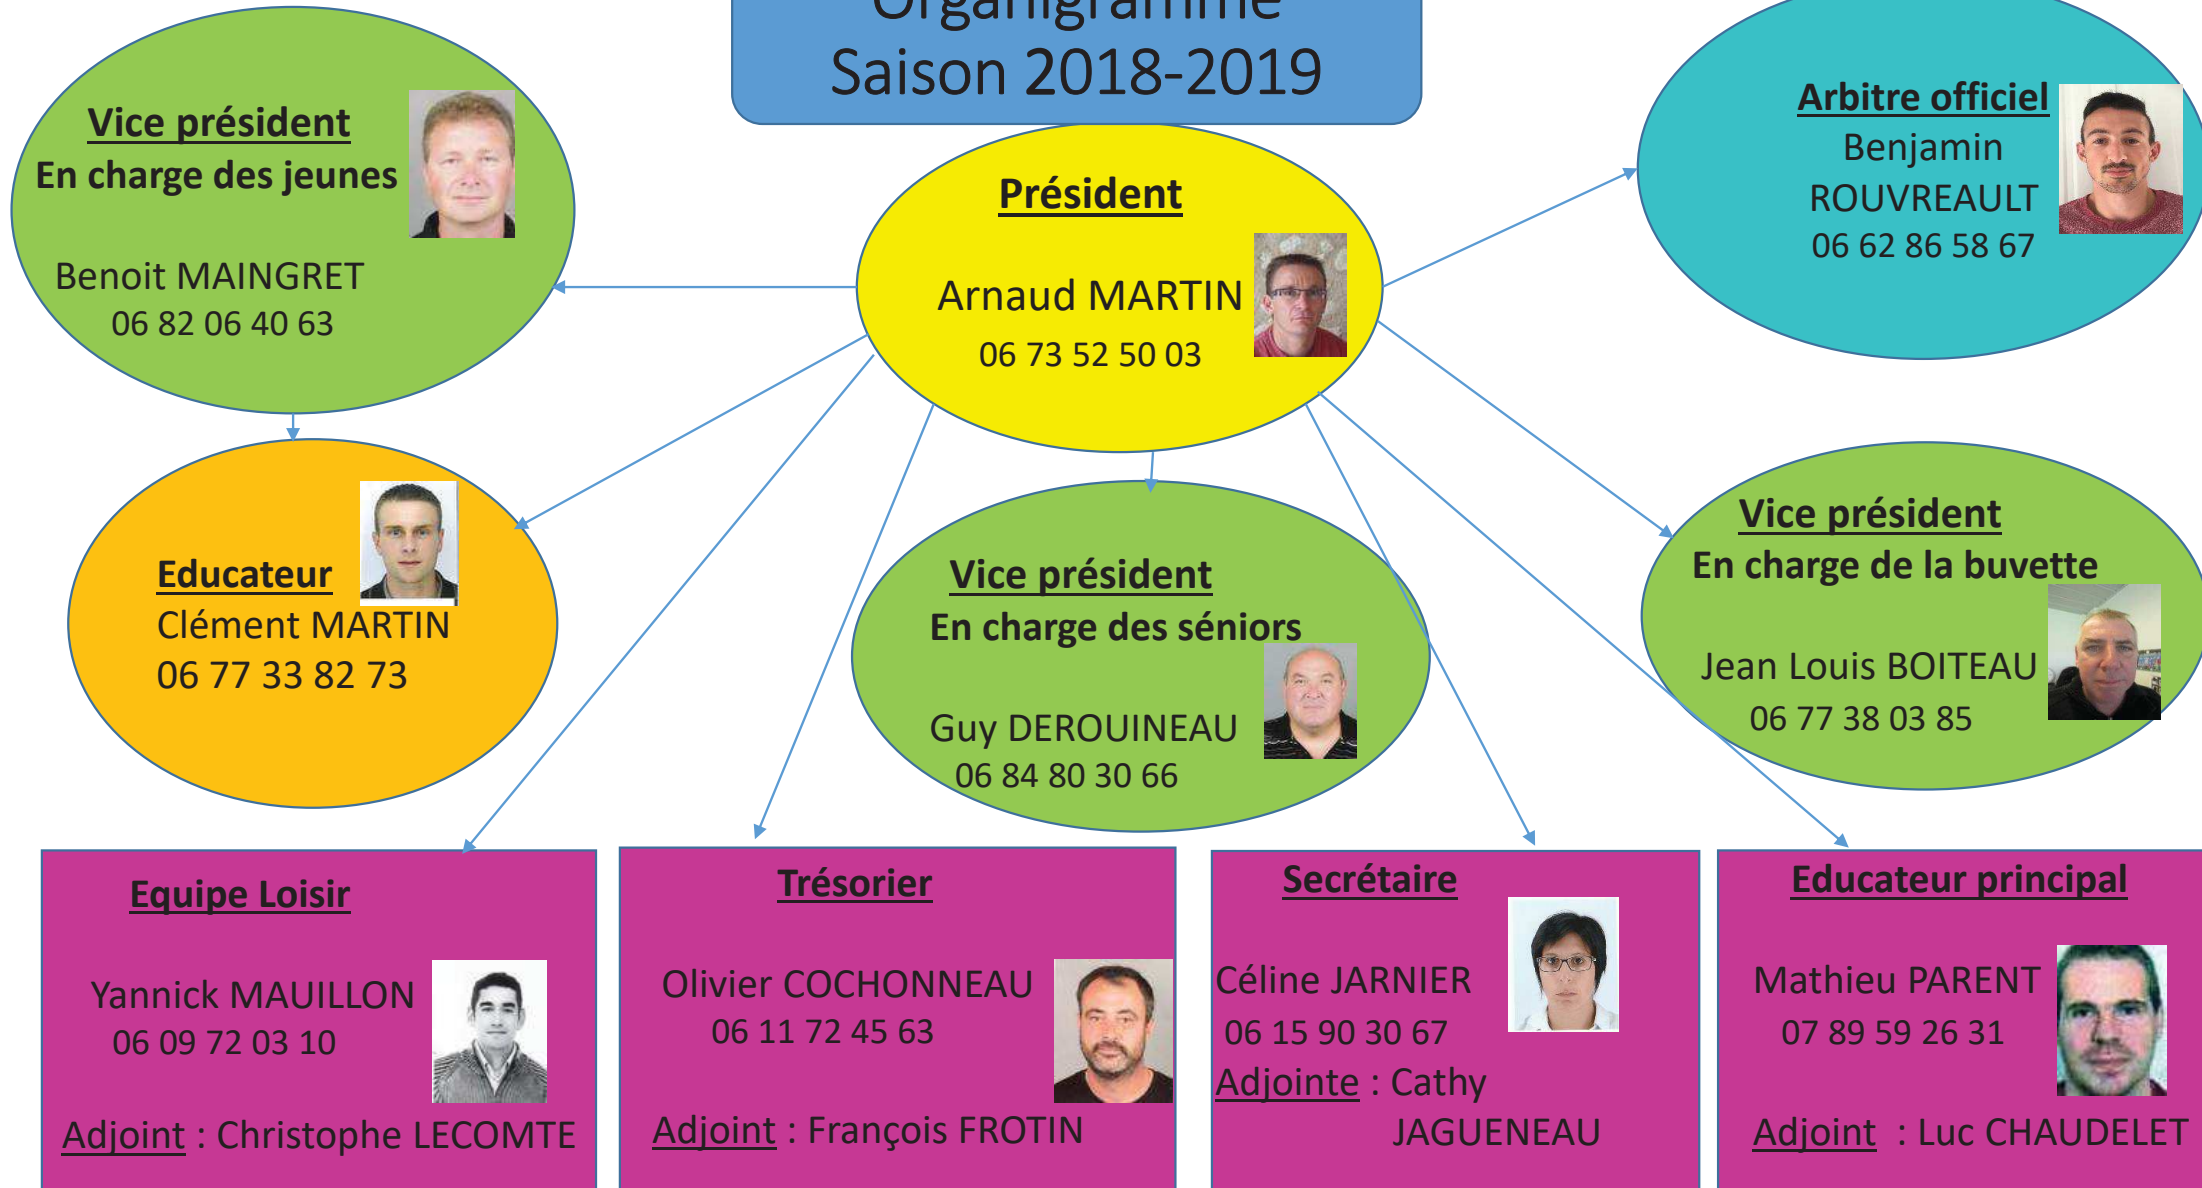 Organigramme
Saison 2018-2019
Vice président
En charge des jeunes
Benoit MAINGRET
06 82 06 40 63
Président
Arnaud MARTIN
06 73 52 50 03
Arbitre officiel
Benjamin
ROUVREAULT
06 62 86 58 67
Educateur
Clément MARTIN
06 77 33 82 73
Vice président
En charge des séniors
Guy DEROUINEAU
06 84 80 30 66
Vice président
En charge de la buvette
Jean Louis BOITEAU
06 77 38 03 85
Equipe Loisir
Yannick MAUILLON
06 09 72 03 10
Adjoint : Christophe LECOMTE
Trésorier
Olivier COCHONNEAU
06 11 72 45 63
Adjoint : François FROTIN
Secrétaire
Céline JARNIER
06 15 90 30 67
Adjointe : Cathy
JAGUENEAU
Educateur principal
Mathieu PARENT
07 89 59 26 31
Adjoint : Luc CHAUDELET